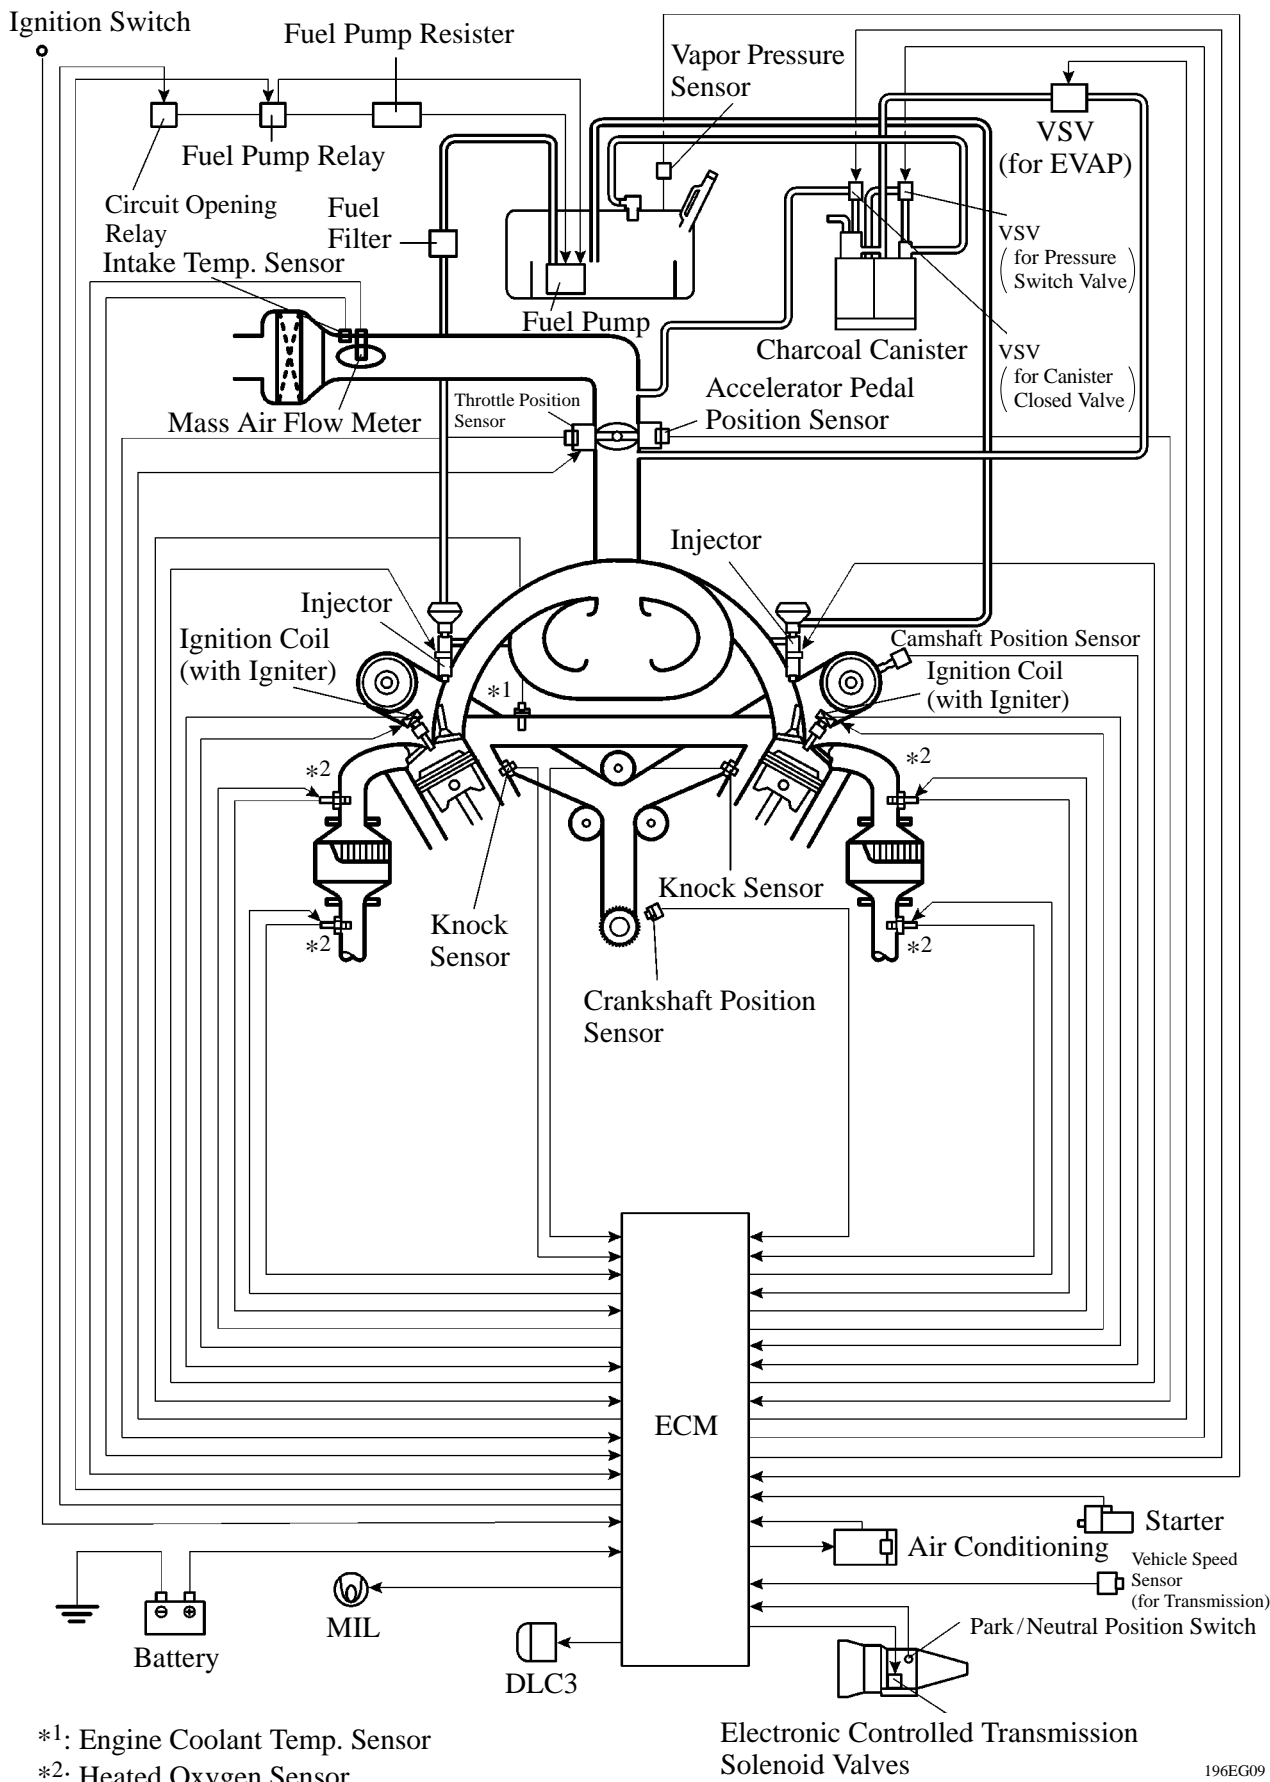 Ignition Switch
Fuel Pump Resister
Vapor Pressure
Sensor
VSV
(for EVAP)
Fuel Pump Relay
Circuit Opening
Relay
Fuel
Filter
Intake Temp. Sensor
VSV
(for Pressure
Switch Valve)
Fuel Pump
Charcoal Canister
VSV
(for Canister
Closed Valve)
Mass Air Flow Meter
Throttle Position
Sensor
Accelerator Pedal
Position Sensor
Injector
Injector
Ignition Coil
(with Igniter)
Camshaft Position Sensor
Ignition Coil
(with Igniter)
*1
*2
*2
Knock Sensor
Knock
Sensor
*2
*2
Crankshaft Position
Sensor
ECM
Starter
Air Conditioning
Vehicle Speed
Sensor
(for Transmission)
MIL
Park/Neutral Position Switch
Battery
DLC3
*1: Engine Coolant Temp. Sensor
*2: Heated Oxygen Sensor
Electronic Controlled Transmission
Solenoid Valves
196EG09